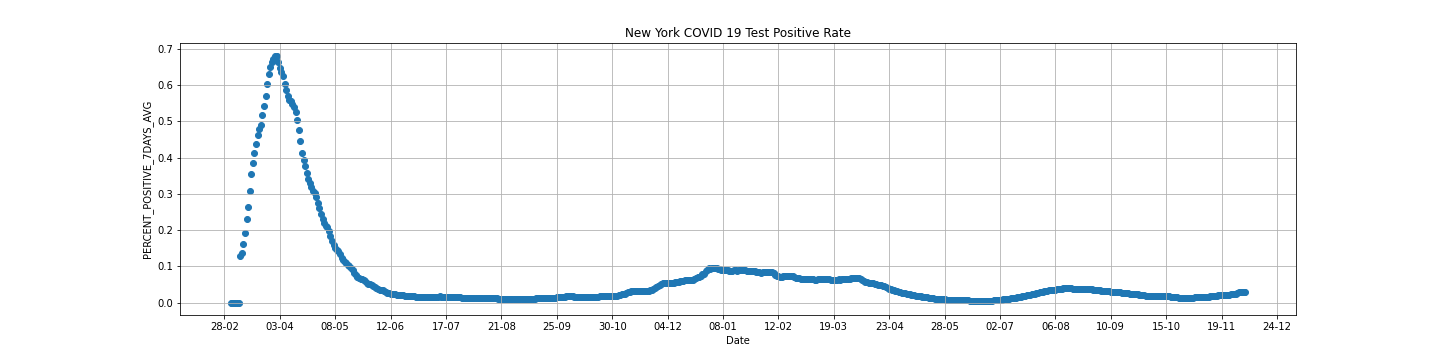 New York COVID 19 Test Positive Rate
PERCENT_POSITIVE_7DAYS_AVG
0.7
0.6
0.5
0.4
0.3
0.2
0.1
0.0
28-02 03-04 08-05 12-06 17-07 21-08 25-09 30-10 04-12 08-01 12-02 19-03 23-04 28-05 02-07 06-08 10-09 15-10 19-11 24-12
Date